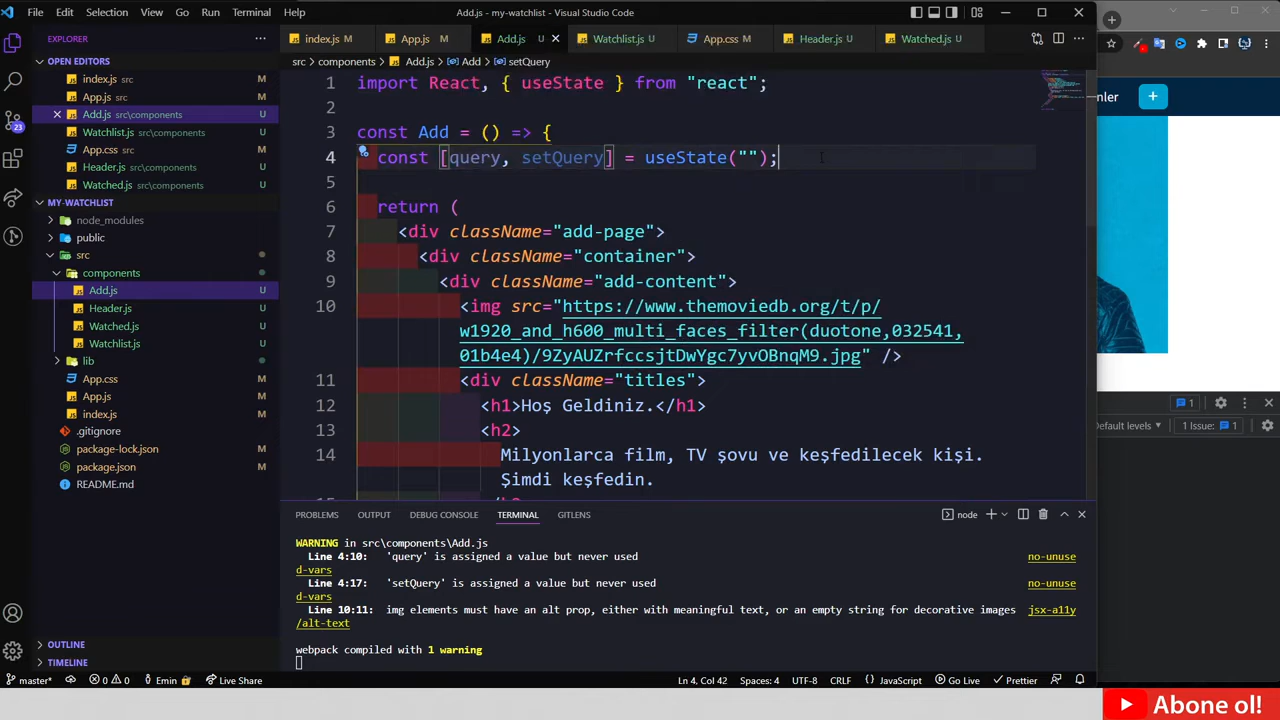 File Edit Selection View Go Run Terminal Help
Add.js - my-watchlist - Visual Studio Code
EXPLORER
index.js M
App.js M
Add.js U
Watchlist.js U
App.css M
Header.js U
Watched.js U
OPEN EDITORS
index.js src M
App.js src M
Add.js src\components U
Watchlist.js src\components U
App.css src M
Header.js src\components U
Watched.js src\components U
MY-WATCHLIST
node_modules
public
src
components
Add.js U
Header.js U
Watched.js U
Watchlist.js U
lib
App.css M
App.js M
index.js M
.gitignore
package-lock.json M
package.json M
README.md
OUTLINE
TIMELINE
23
src > components > Add.js > Add > setQuery
1 import React, { useState } from "react";
2
3 const Add = () => {
4 const [query, setQuery] = useState("");
5
6 return (
7 <div className="add-page">
8 <div className="container">
9 <div className="add-content">
10 <img src="https://www.themoviedb.org/t/p/
w1920_and_h600_multi_faces_filter(duotone,032541,
01b4e4)/9ZyAUZrfccsjtDwYgc7yvOBnqM9.jpg" />
11 <div className="titles">
12 <h1>Hoş Geldiniz.</h1>
13 <h2>
14 Milyonlarca film, TV şovu ve keşfedilecek kişi.
Şimdi keşfedin.
PROBLEMS OUTPUT DEBUG CONSOLE TERMINAL GITLENS
node
WARNING in src\components\Add.js
Line 4:10: 'query' is assigned a value but never used no-unuse
d-vars
Line 4:17: 'setQuery' is assigned a value but never used no-unuse
d-vars
Line 10:11: img elements must have an alt prop, either with meaningful text, or an empty string for decorative images jsx-a11y
/alt-text
webpack compiled with 1 warning
master* 0 0 Emin Live Share
Ln 4, Col 42 Spaces: 4 UTF-8 CRLF JavaScript Go Live Prettier
nler +
1
efault levels 1 Issue: 1
Abone ol!